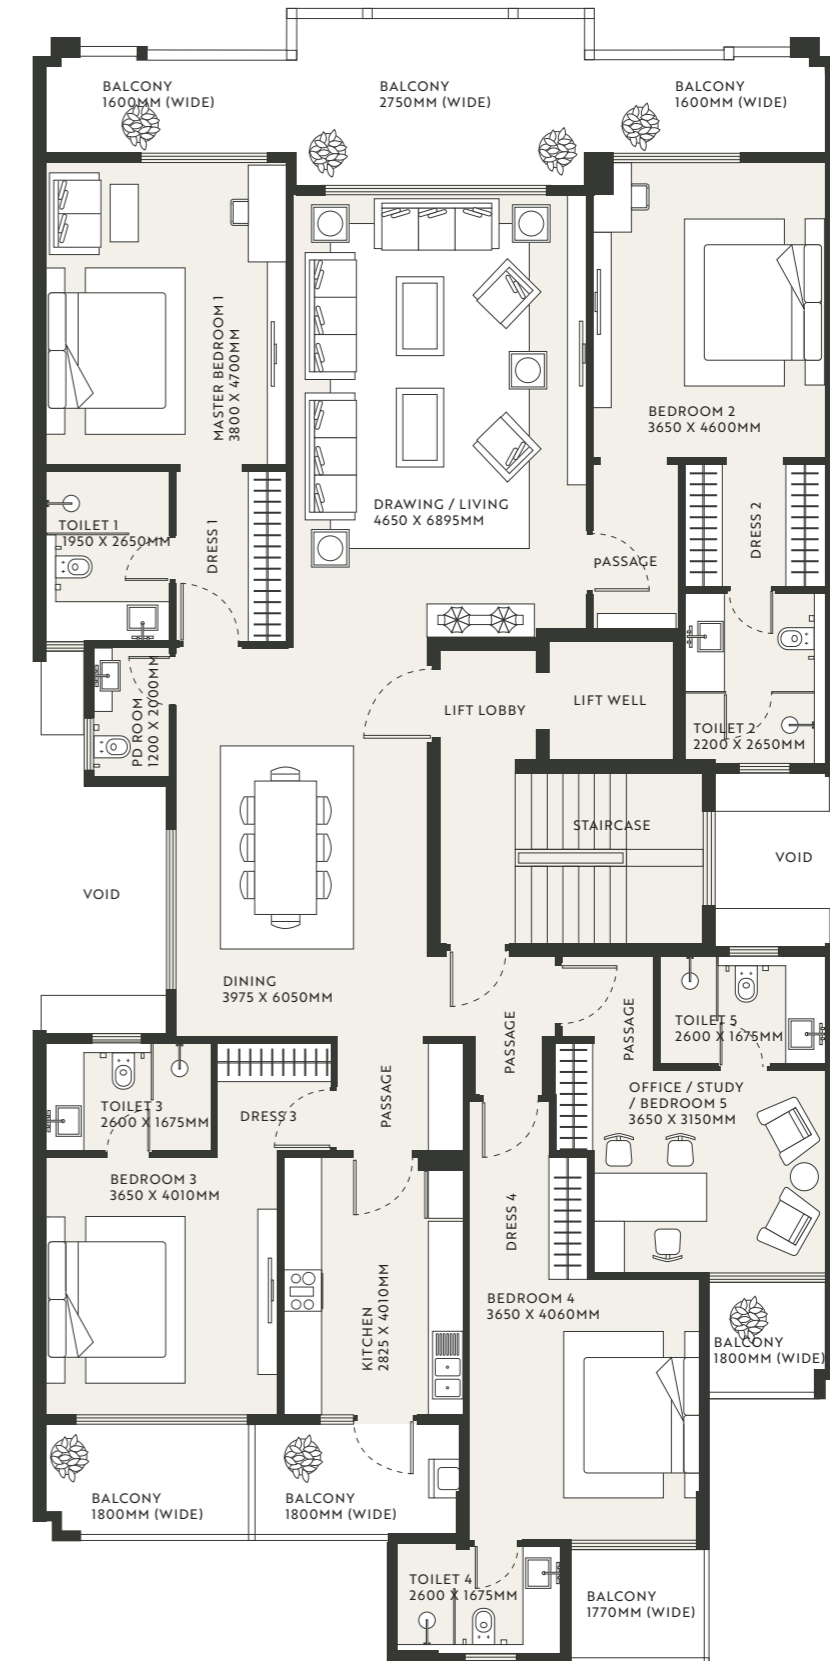 BALCONY
1600MM (WIDE)
BALCONY
2750MM (WIDE)
BALCONY
1600MM (WIDE)
MASTER BEDROOM 1
3800 X 4700MM
BEDROOM 2
3650 X 4600MM
DRAWING / LIVING
4650 X 6895MM
TOILET 1
1950 X 2650MM
DRESS 1
DRESS 2
PASSAGE
PD ROOM
1200 X 2000MM
LIFT LOBBY
LIFT WELL
TOILET 2
2200 X 2650MM
STAIRCASE
VOID
VOID
DINING
3975 X 6050MM
PASSAGE
PASSAGE
TOILET 5
2600 X 1675MM
PASSAGE
OFFICE / STUDY
/ BEDROOM 5
3650 X 3150MM
TOILET 3
2600 X 1675MM
DRESS 3
BEDROOM 3
3650 X 4010MM
DRESS 4
KITCHEN
2825 X 4010MM
BEDROOM 4
3650 X 4060MM
BALCONY
1800MM (WIDE)
BALCONY
1800MM (WIDE)
BALCONY
1800MM (WIDE)
TOILET 4
2600 X 1675MM
BALCONY
1770MM (WIDE)